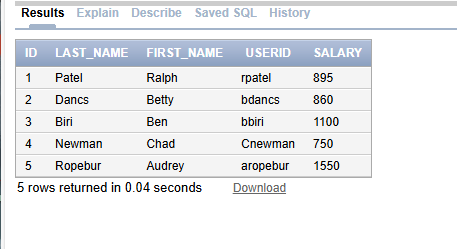 Results Explain Describe Saved SQL History
ID LAST_NAME FIRST_NAME USERID SALARY
1 Patel Ralph rpatel 895
2 Dancs Betty bdancs 860
3 Biri Ben bbiri 1100
4 Newman Chad Cnewman 750
5 Ropebur Audrey aropebur 1550
5 rows returned in 0.04 seconds Download